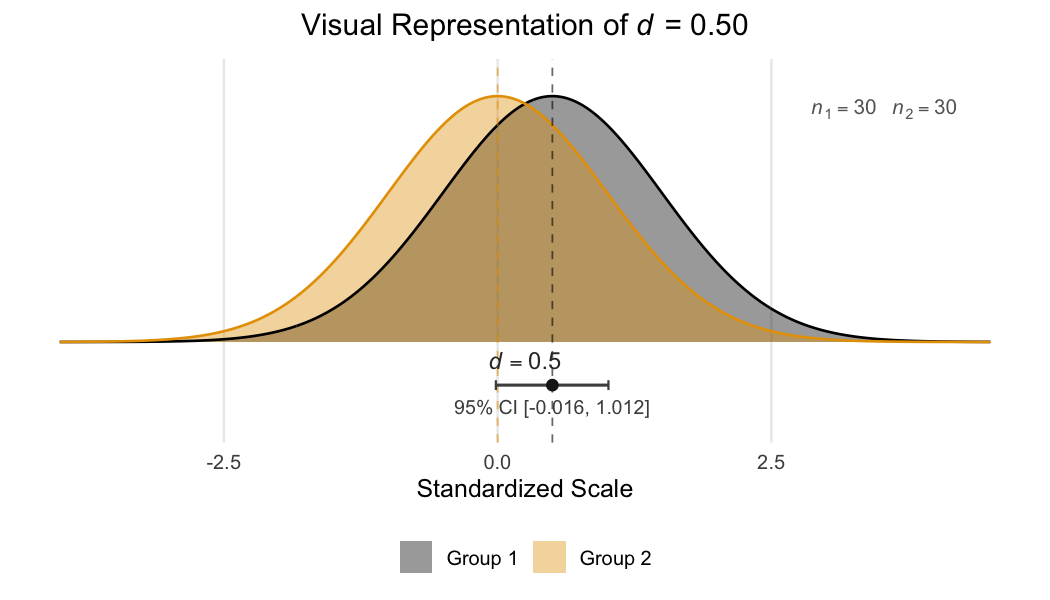 Visual Representation of d = 0.50
n1 = 30 n2 = 30
d = 0.5
95% CI [-0.016, 1.012]
-2.5 0.0 2.5
Standardized Scale
Group 1 Group 2